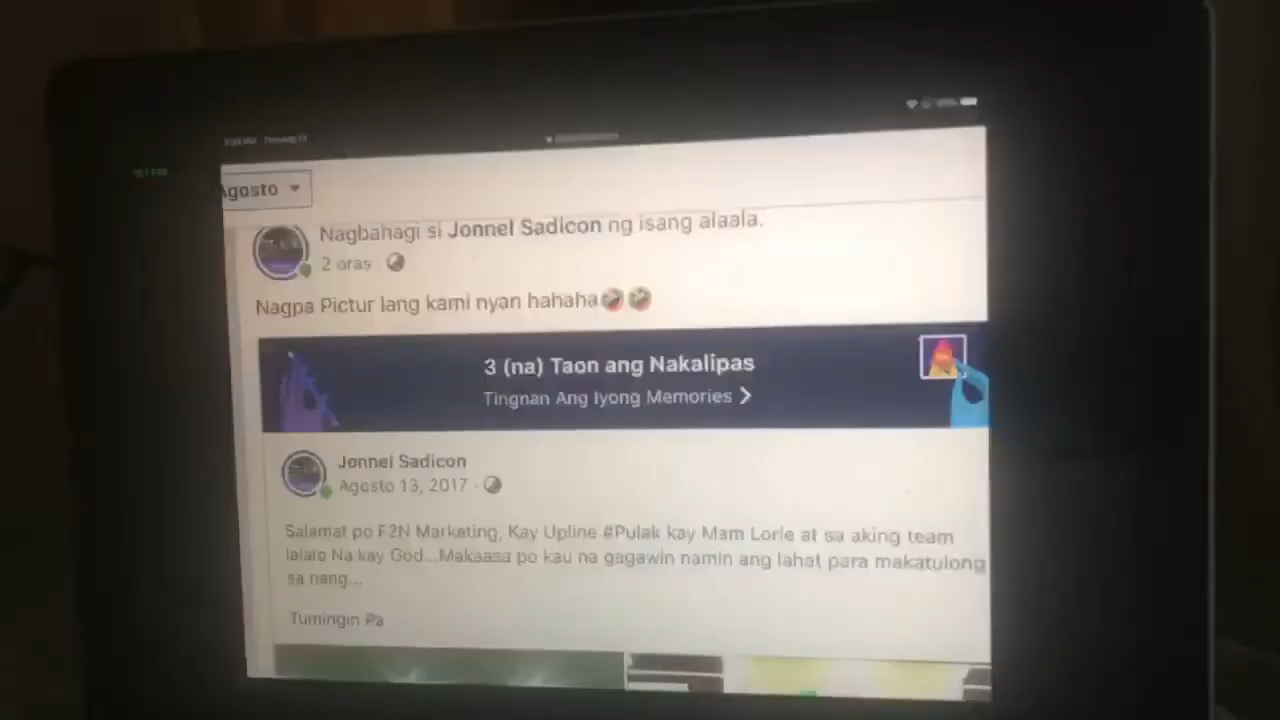 Agosto
Nagbahagi si Jonnel Sadicon ng isang alaala.
2 oras
Nagpa Pictur lang kami nyan hahaha
3 (na) Taon ang Nakalipas
Tingnan Ang Iyong Memories
Jonnel Sadicon
Agosto 13, 2017 ·
Salamat po F2N Marketing, Kay Upline #Pulak kay Mam Lorie at sa aking team
lalalo Na kay God...Makaasa po kau na gagawin namin ang lahat para makatulong
sa nang...
Tumingin Pa